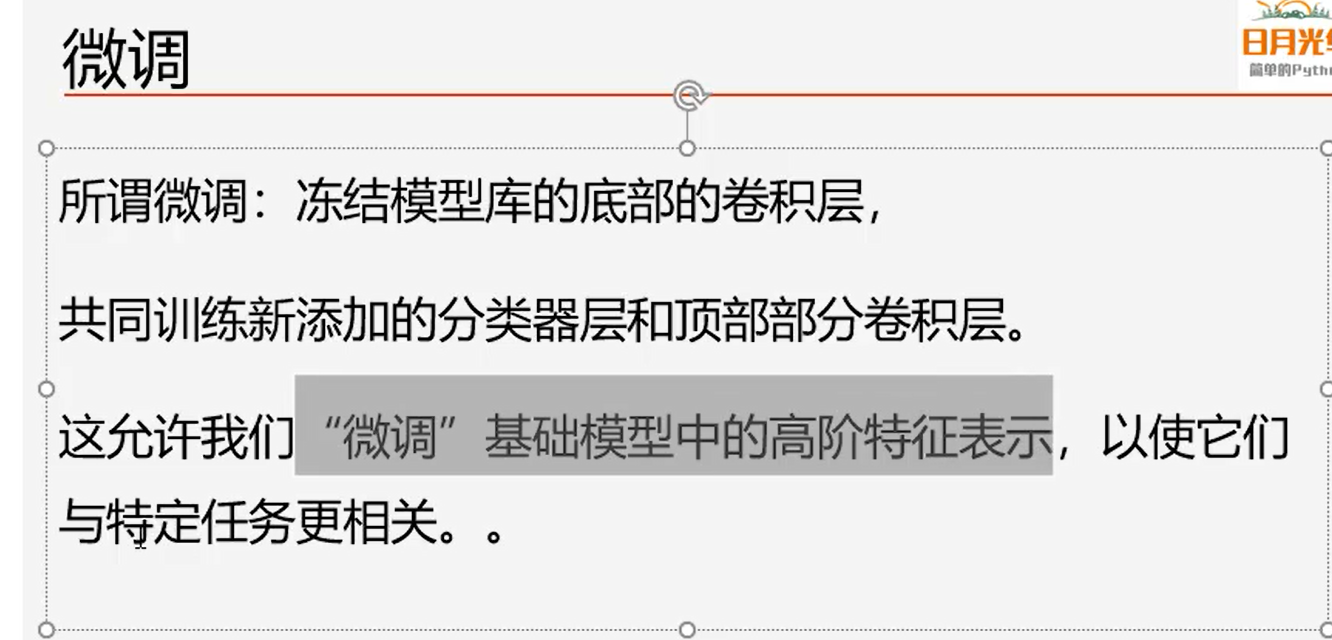 微调
日月光
简单的Pyth
所谓微调：冻结模型库的底部的卷积层，
共同训练新添加的分类器层和顶部部分卷积层。
这允许我们“微调”基础模型中的高阶特征表示，以使它们
与特定任务更相关。。